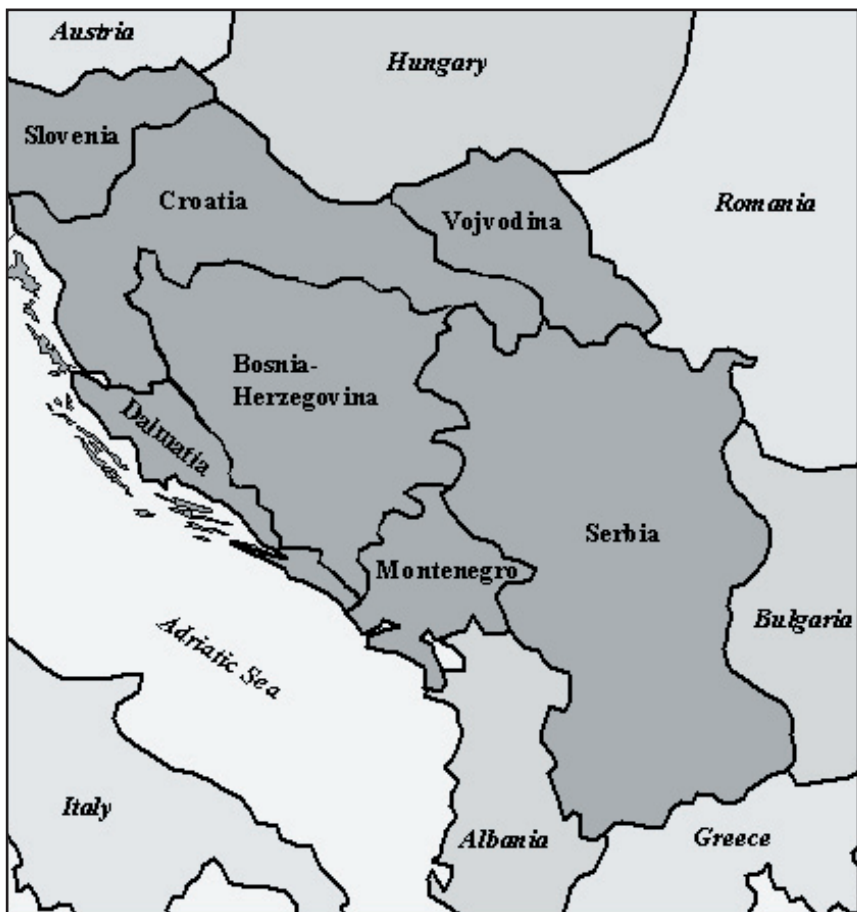 Austria
Hungary
Slovenia
Croatia
Vojvodina
Romania
Bosnia-
Herzegovina
Dalmatia
Serbia
Montenegro
Bulgaria
Adriatic Sea
Italy
Albania
Greece